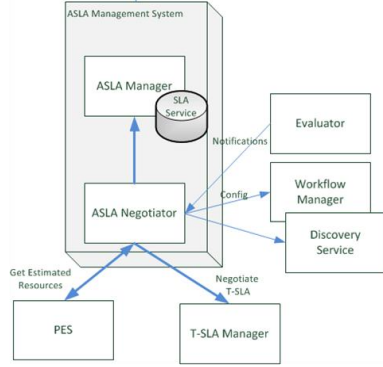 ASLA Management System
ASLA Manager
SLA
Service
Evaluator
Notifications
Workflow
Manager
Config
ASLA Negotiator
Discovery
Service
Get Estimated
Resources
Negotiate
T-SLA
PES
T-SLA Manager